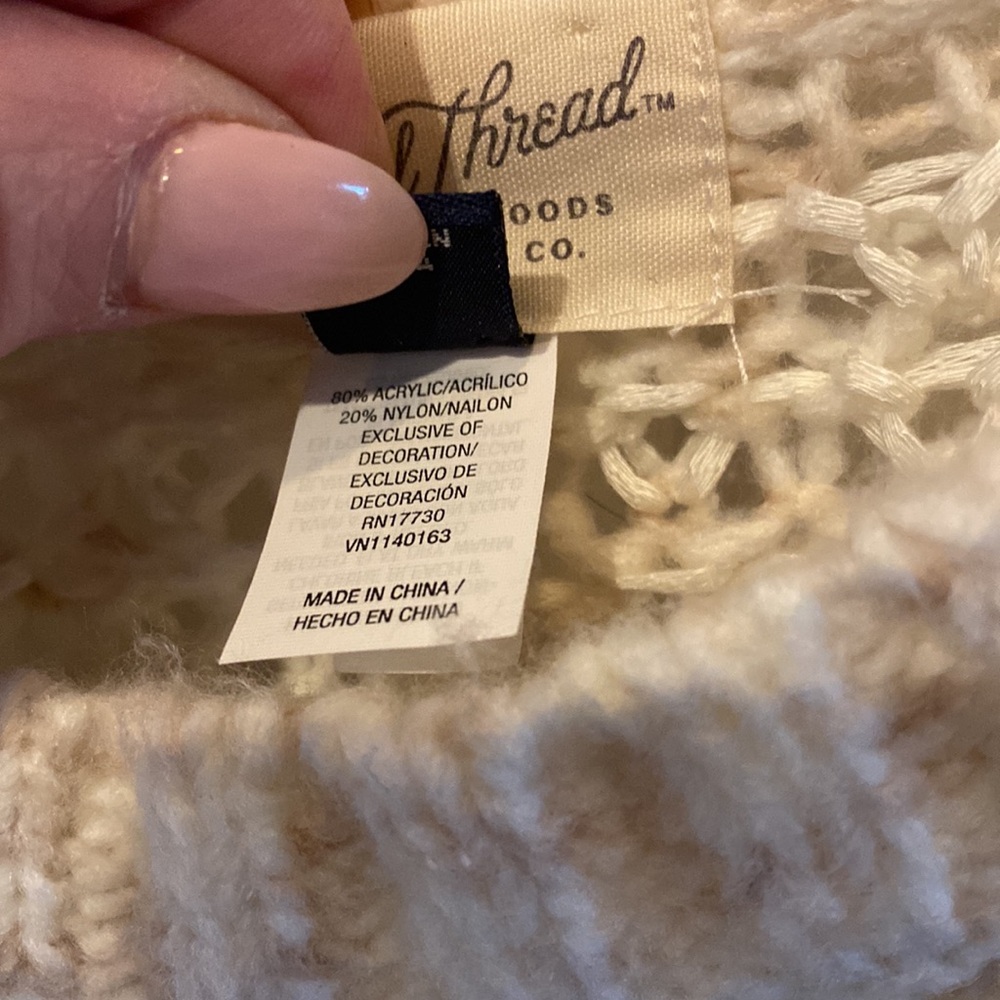 Thread™
OODS
CO.
80% ACRYLIC/ACRÍLICO
20% NYLON/NAILON
EXCLUSIVE OF
DECORATION/
EXCLUSIVO DE
DECORACIÓN
RN17730
VN1140163
MADE IN CHINA /
HECHO EN CHINA